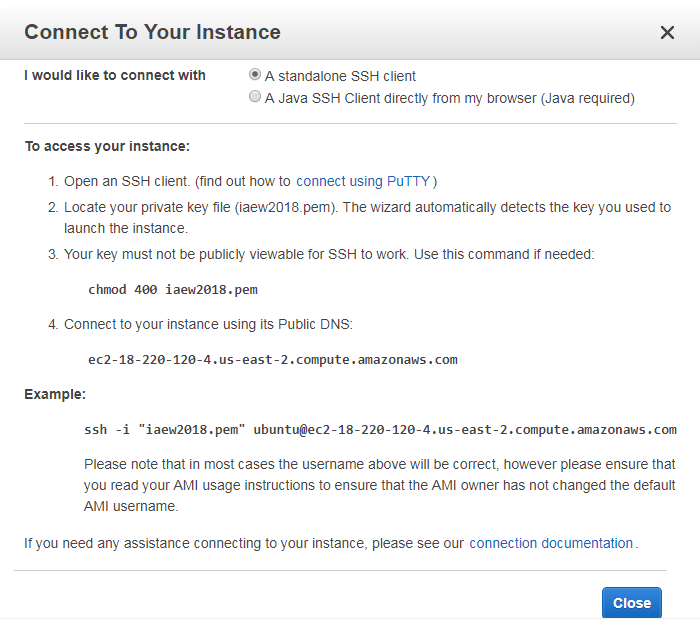 Connect To Your Instance
I would like to connect with
A standalone SSH client
A Java SSH Client directly from my browser (Java required)
To access your instance:
1. Open an SSH client. (find out how to connect using PuTTY )
2. Locate your private key file (iaew2018.pem). The wizard automatically detects the key you used to
launch the instance.
3. Your key must not be publicly viewable for SSH to work. Use this command if needed:
chmod 400 iaew2018.pem
4. Connect to your instance using its Public DNS:
ec2-18-220-120-4.us-east-2.compute.amazonaws.com
Example:
ssh -i "iaew2018.pem" ubuntu@ec2-18-220-120-4.us-east-2.compute.amazonaws.com
Please note that in most cases the username above will be correct, however please ensure that
you read your AMI usage instructions to ensure that the AMI owner has not changed the default
AMI username.
If you need any assistance connecting to your instance, please see our connection documentation .
Close